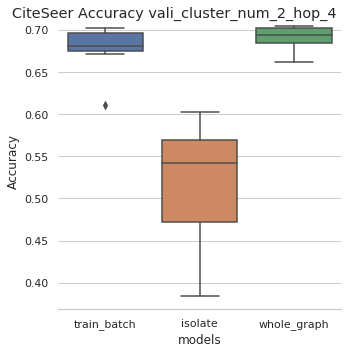 CiteSeer Accuracy vali_cluster_num_2_hop_4
0.70
0.65
0.60
0.55
0.50
0.45
0.40
Accuracy
train_batch isolate whole_graph
models